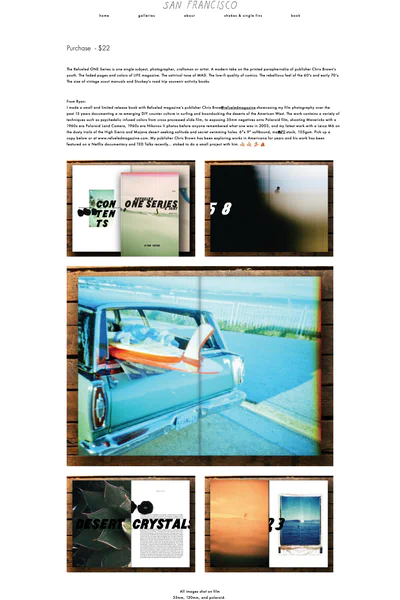 SAN FRANCISCO
home galleries about shakas & single fins book
Purchase - $22
The Refueled ONE Series is one single subject, photographer, craftsman or artist. A modern take on the printed paraphernalia of publisher Chris Brown's
youth. The faded pages and colors of LIFE magazine. The satirical tone of MAD. The low-fi quality of comics. The rebellious feel of the 60's and early 70's
The size of vintage scout manuals and Stuckey's road trip souvenir activity books.
From Ryan:
I made a small and limited release book with Refueled magazine's publisher Chris Brown @refueledmagazine showcasing my film photography over the
past 15 years documenting a re-emerging DIY counter culture in surfing and boondocking the deserts of the American West. The work contains a variety of
techniques such as psychedelic infused colors from cross processed slide film, to exposing 35mm negatives onto Polaroid film, shooting Mavericks with a
1960s era Polaroid Land Camera, 1960s era Nikonos II photos before anyone remembered what one was in 2003, and my latest work with a Leica M6 on
the dusty trails of the High Sierra and Mojave desert seeking solitude and secret swimming holes. 6"x 9" softbound, 105gsm. Pick up a
copy below or at www.refueledmagazine.com. My publisher Chris Brown has been exploring works in Americana for years and his work has been
featured on a Netflix documentary and TED Talks recently... stoked to do a small project with him.
CON
TEN
TS
REFUELED
ONE SERIES
58
DESERT CRYSTALS
23
All images shot on film
35mm, 120mm, and polaroid.